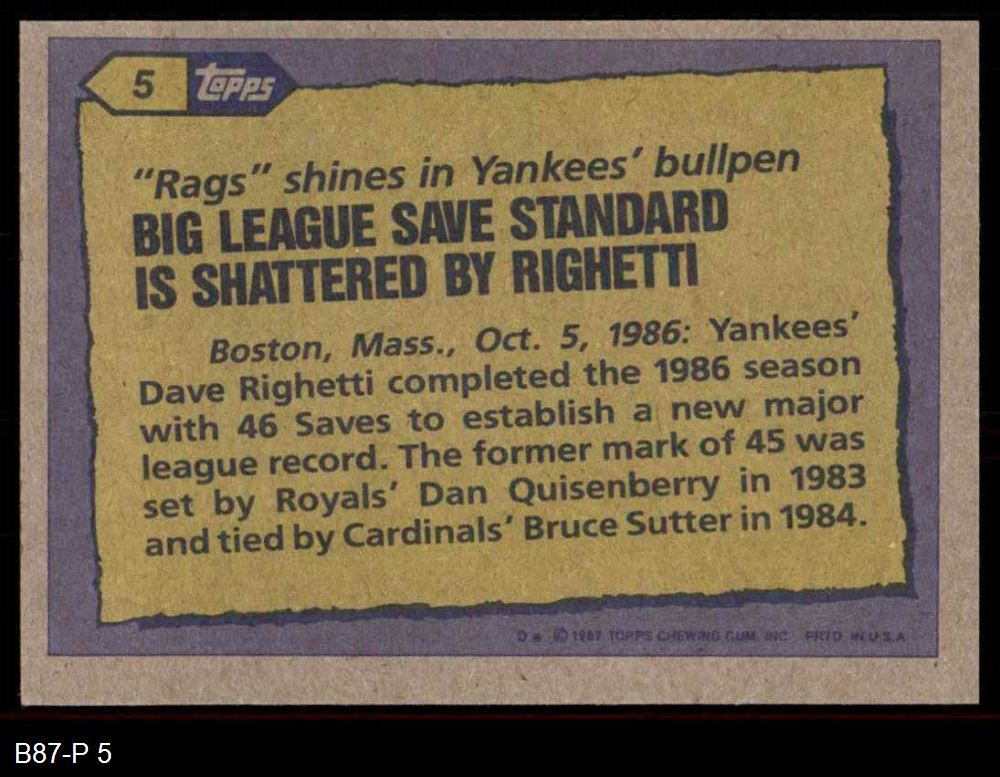 5 Topps
"Rags" shines in Yankees' bullpen
BIG LEAGUE SAVE STANDARD
IS SHATTERED BY RIGHETTI
Boston, Mass., Oct. 5, 1986: Yankees'
Dave Righetti completed the 1986 season
with 46 Saves to establish a new major
league record. The former mark of 45 was
set by Royals' Dan Quisenberry in 1983
and tied by Cardinals' Bruce Sutter in 1984.
D* © 1987 TOPPS CHEWING GUM, INC PRTD IN U.S.A
B87-P 5